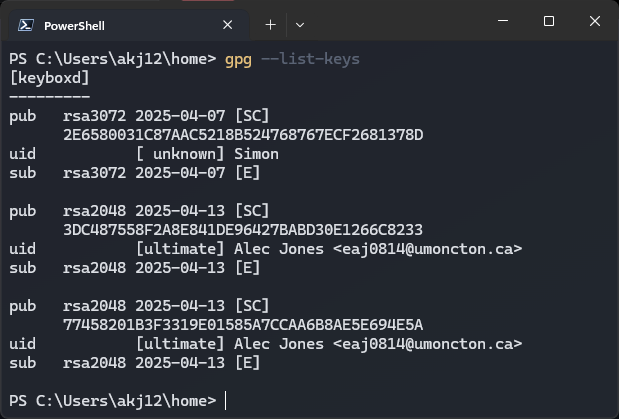 PowerShell
PS C:\Users\akj12\home> gpg --list-keys
[keyboxd]
---------
pub   rsa3072 2025-04-07 [SC]
      2E6580031C87AAC5218B524768767ECF2681378D
uid           [ unknown] Simon
sub   rsa3072 2025-04-07 [E]

pub   rsa2048 2025-04-13 [SC]
      3DC487558F2A8E841DE96427BABD30E1266C8233
uid           [ultimate] Alec Jones <eaj0814@umoncton.ca>
sub   rsa2048 2025-04-13 [E]

pub   rsa2048 2025-04-13 [SC]
      77458201B3F3319E01585A7CCAA6B8AE5E694E5A
uid           [ultimate] Alec Jones <eaj0814@umoncton.ca>
sub   rsa2048 2025-04-13 [E]

PS C:\Users\akj12\home>